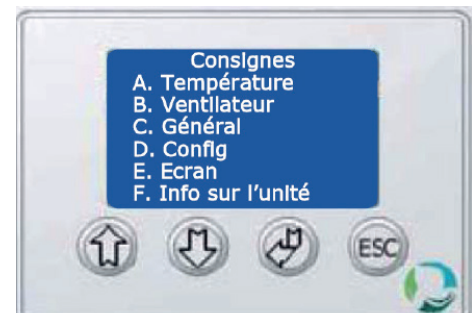 Consignes
A. Température
B. Ventilateur
C. Général
D. Config
E. Ecran
F. Info sur l'unité
ESC